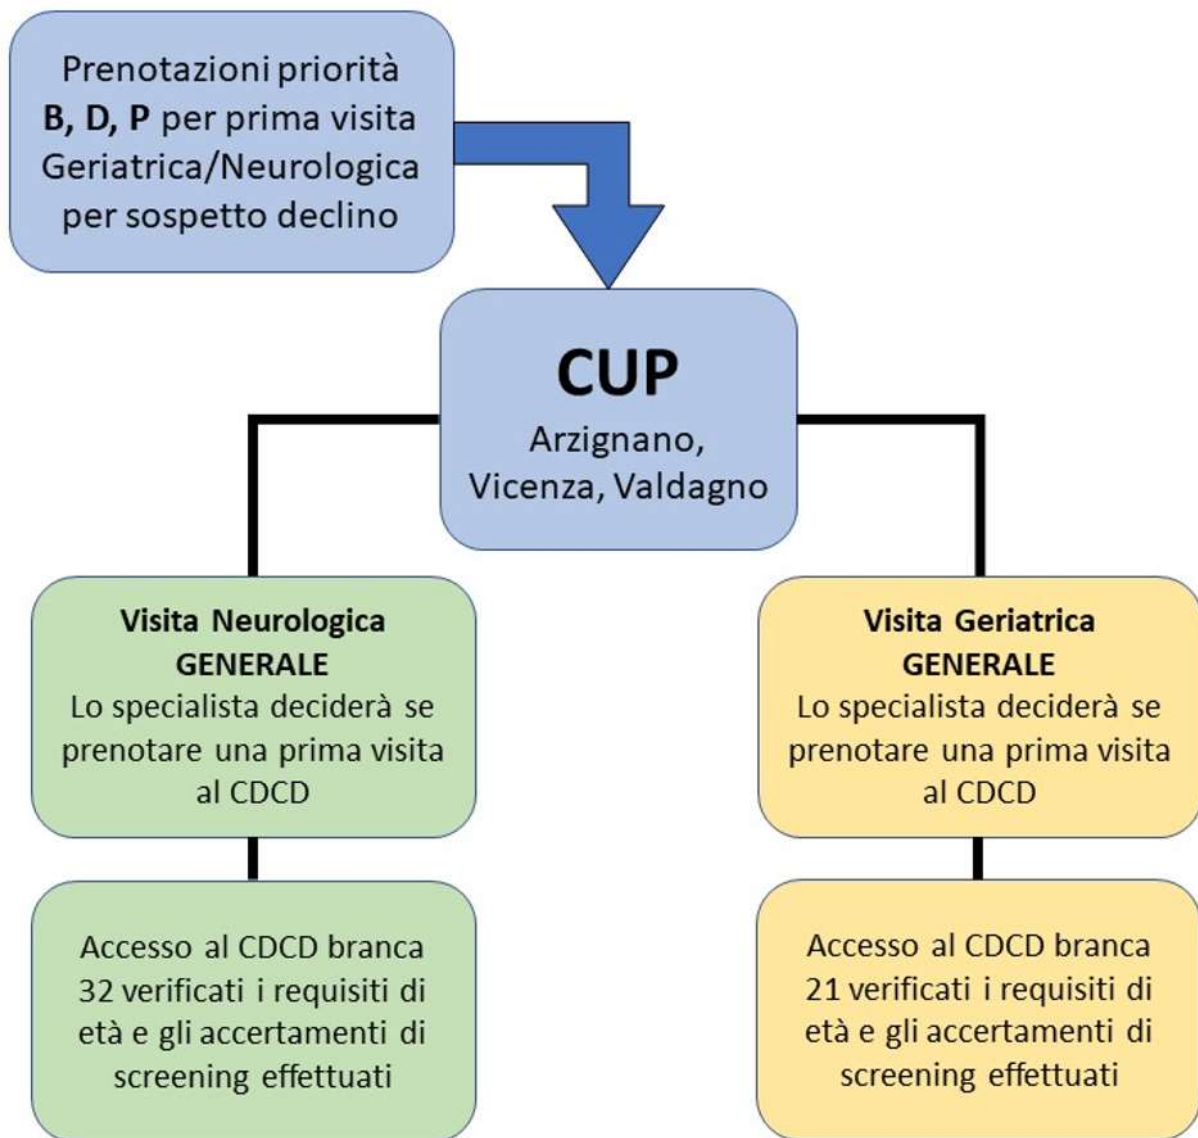 Prenotazioni priorità
B, D, P per prima visita
Geriatrica/Neurologica
per sospetto declino
CUP
Arzignano,
Vicenza, Valdagno
Visita Neurologica
GENERALE
Lo specialista deciderà se
prenotare una prima visita
al CDCD
Visita Geriatrica
GENERALE
Lo specialista deciderà se
prenotare una prima visita
al CDCD
Accesso al CDCD branca
32 verificati i requisiti di
età e gli accertamenti di
screening effettuati
Accesso al CDCD branca
21 verificati i requisiti di
età e gli accertamenti di
screening effettuati